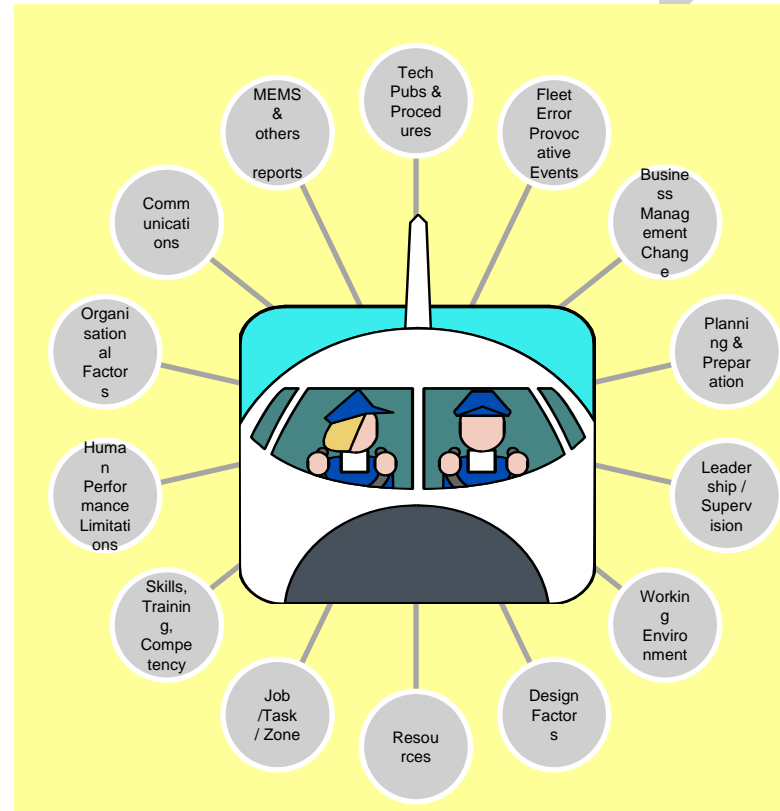 Tech
Pubs &
Proced
ures
Fleet
Error
Provoc
ative
Events
Busine
ss
Manag
ement
Chang
e
Planni
ng &
Prepar
ation
Leader
ship /
Superv
ision
Workin
g
Enviro
nment
Design
Factor
s
Resou
rces
Job
/Task
/ Zone
Skills,
Trainin
g,
Compe
tency
Huma
n
Perfor
mance
Limitati
ons
Organi
sation
al
Factor
s
Comm
unicati
ons
MEMS
&
others
reports